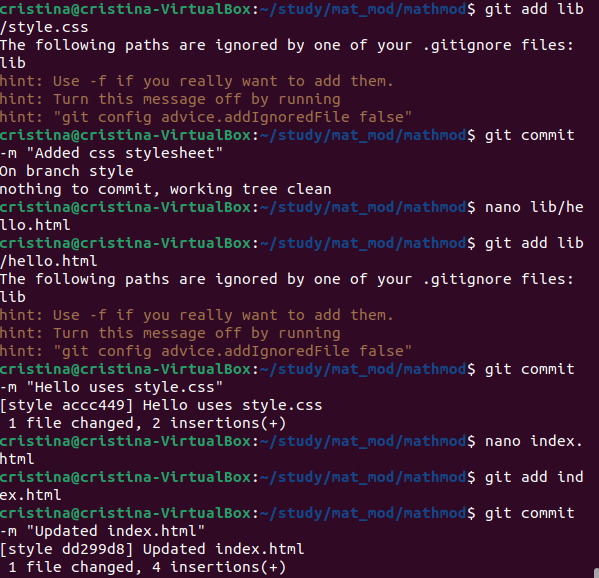 cristina@cristina-VirtualBox:~/study/mat_mod/mathmod$ git add lib
/style.css
The following paths are ignored by one of your .gitignore files:
lib
hint: Use -f if you really want to add them.
hint: Turn this message off by running
hint: "git config advice.addIgnoredFile false"
cristina@cristina-VirtualBox:~/study/mat_mod/mathmod$ git commit
-m "Added css stylesheet"
On branch style
nothing to commit, working tree clean
cristina@cristina-VirtualBox:~/study/mat_mod/mathmod$ nano lib/he
llo.html
cristina@cristina-VirtualBox:~/study/mat_mod/mathmod$ git add lib
/hello.html
The following paths are ignored by one of your .gitignore files:
lib
hint: Use -f if you really want to add them.
hint: Turn this message off by running
hint: "git config advice.addIgnoredFile false"
cristina@cristina-VirtualBox:~/study/mat_mod/mathmod$ git commit
-m "Hello uses style.css"
[style accc449] Hello uses style.css
 1 file changed, 2 insertions(+)
cristina@cristina-VirtualBox:~/study/mat_mod/mathmod$ nano index.
html
cristina@cristina-VirtualBox:~/study/mat_mod/mathmod$ git add ind
ex.html
cristina@cristina-VirtualBox:~/study/mat_mod/mathmod$ git commit
-m "Updated index.html"
[style dd299d8] Updated index.html
 1 file changed, 4 insertions(+)